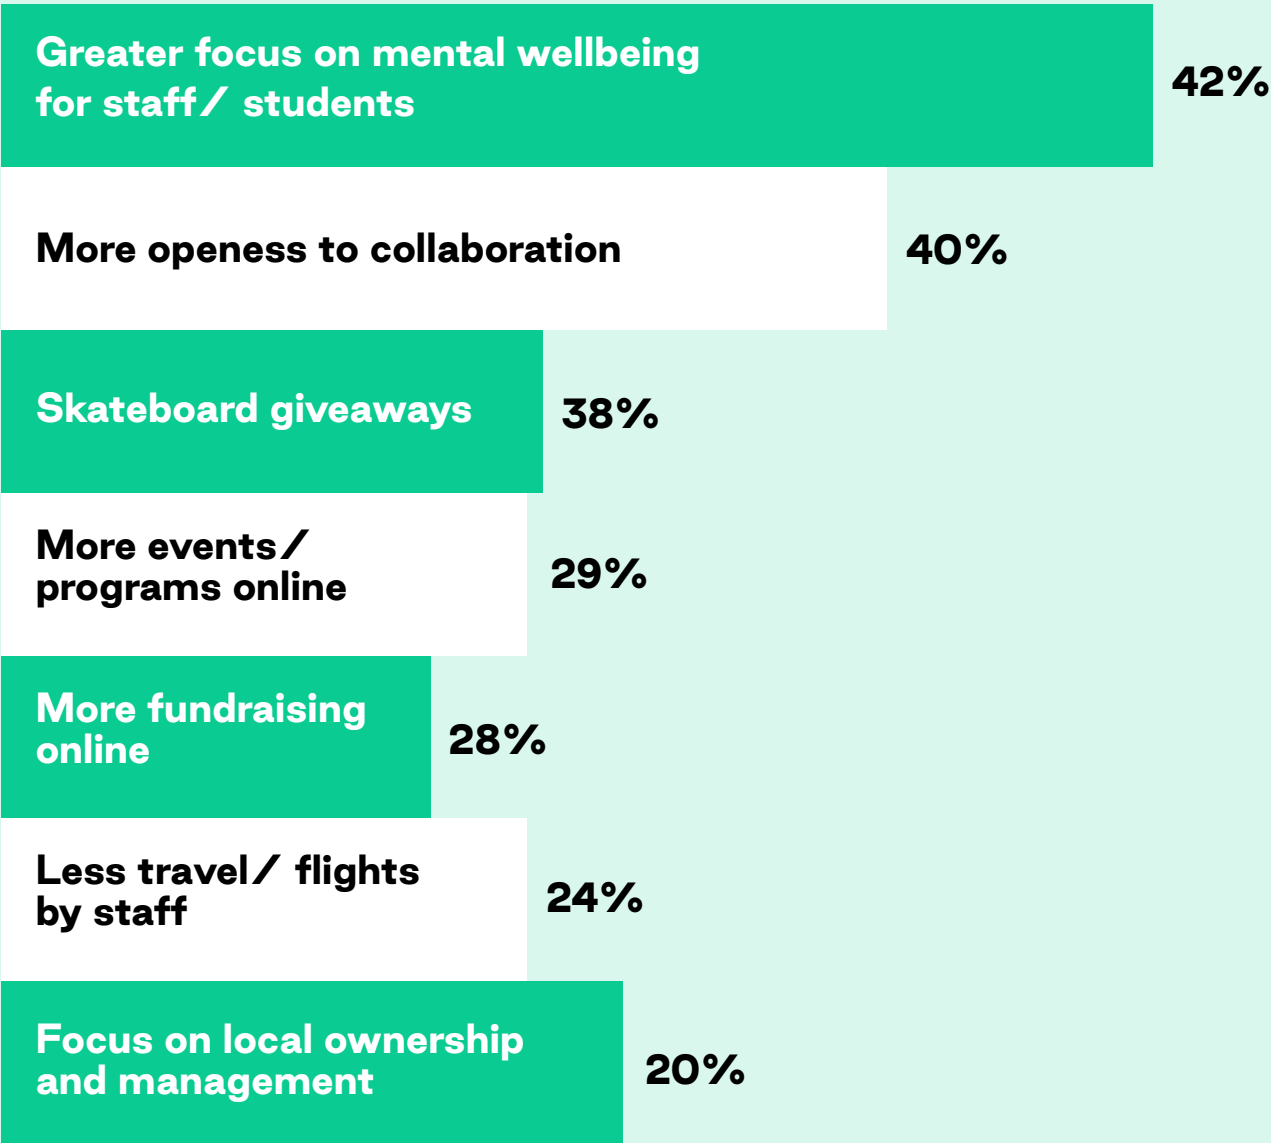 Greater focus on mental wellbeing
for staff/ students
42%
More openess to collaboration
40%
Skateboard giveaways
38%
More events/
programs online
29%
More fundraising
online
28%
Less travel/ flights
by staff
24%
Focus on local ownership
and management
20%